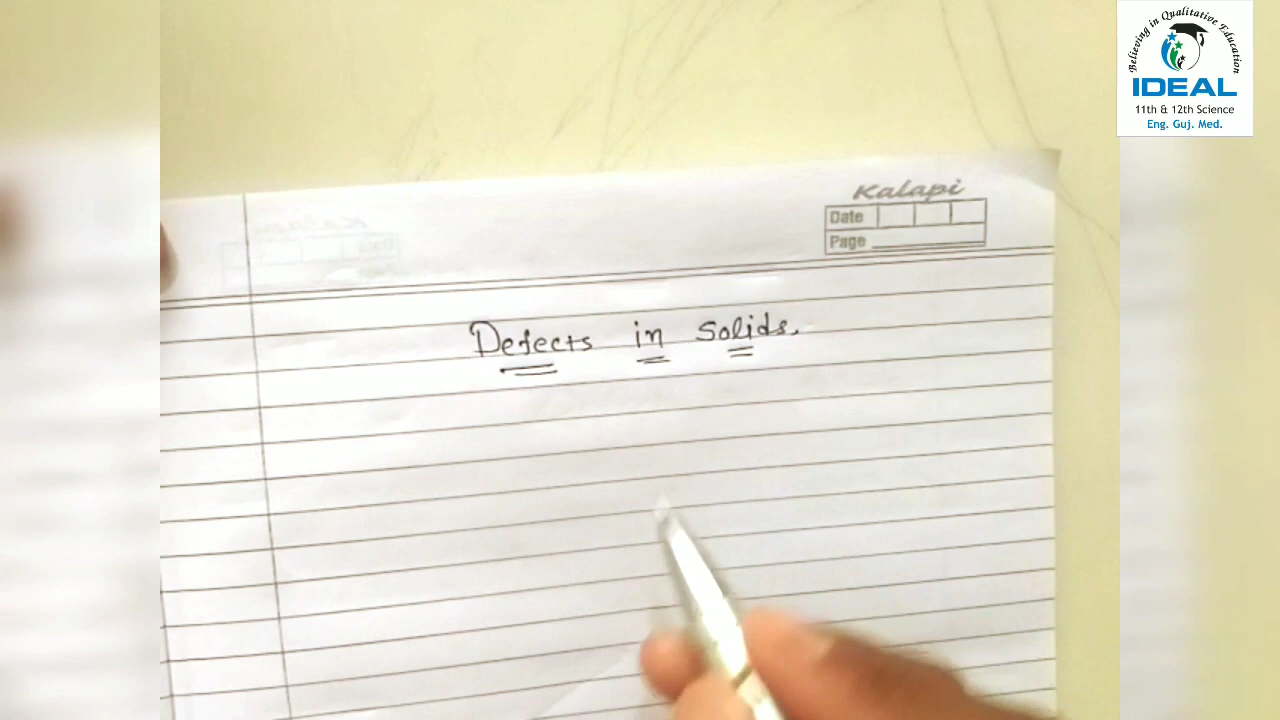 Believing in Qualitative Education
IDEAL
11th & 12th Science
Eng. Guj. Med.
Kalapi
Date
Page
Defects in Solids.